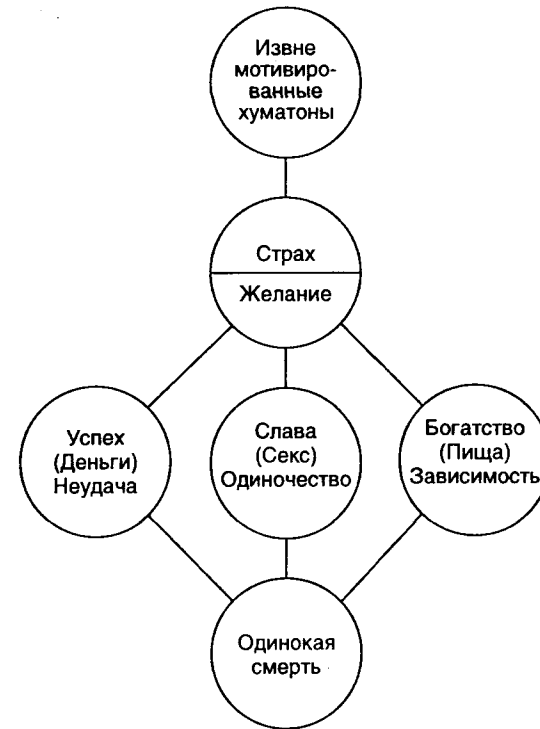 Извне
мотивиро-
ванные
хуматоны
Страх
Желание
Успех
(Деньги)
Неудача
Слава
(Секс)
Одиночество
Богатство
(Пища)
Зависимость
Одинокая
смерть